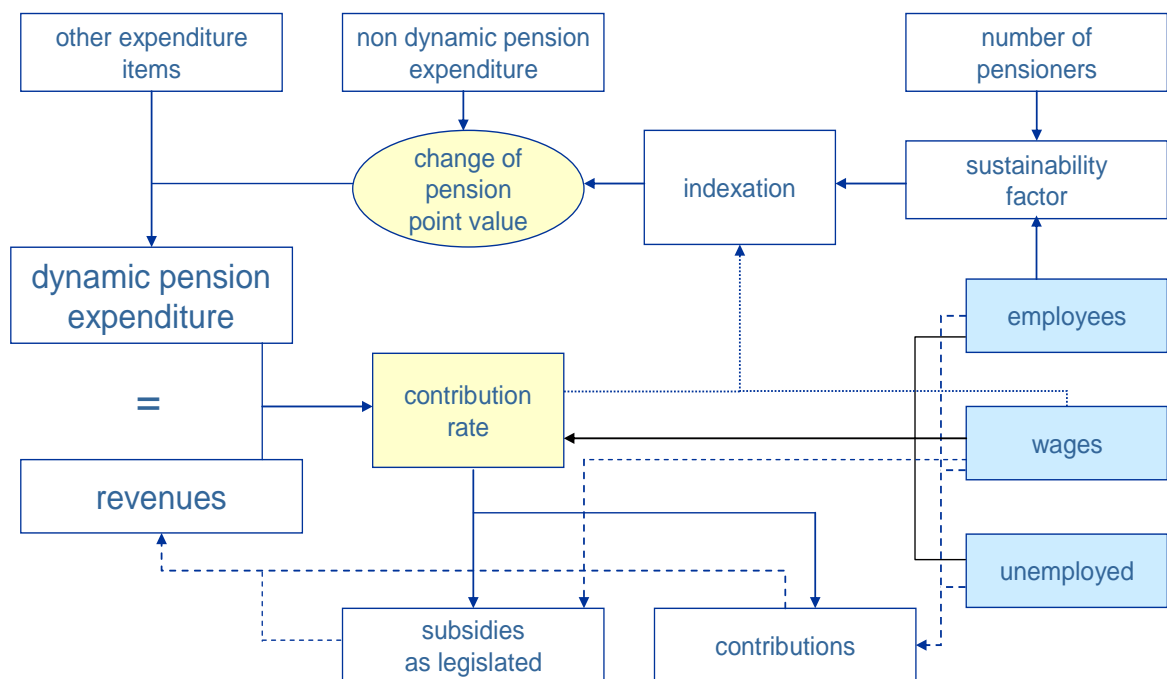 other expenditure
items
non dynamic pension
expenditure
number of
pensioners
change of
pension
point value
indexation
sustainability
factor
dynamic pension
expenditure
employees
=
contribution
rate
wages
revenues
unemployed
subsidies
as legislated
contributions